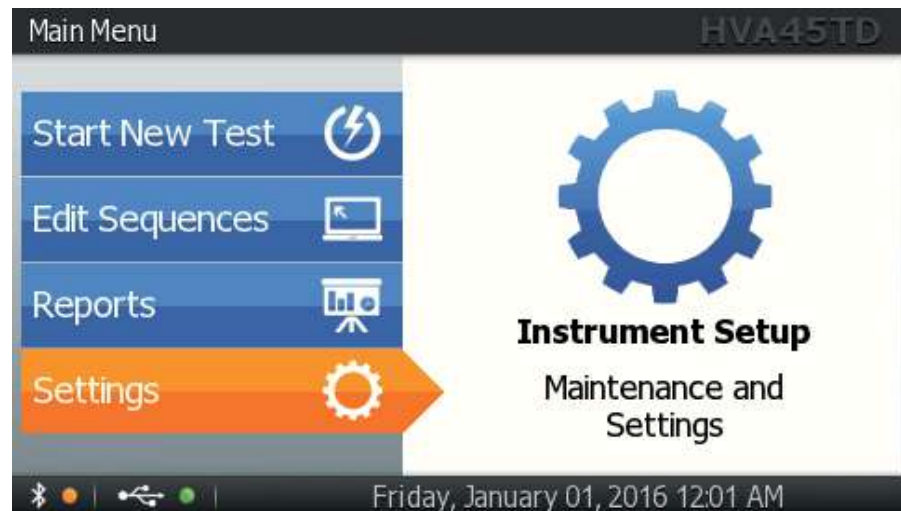 Main Menu
HVA45TD
Start New Test
Edit Sequences
Reports
Settings
Instrument Setup
Maintenance and
Settings
Friday, January 01, 2016 12:01 AM